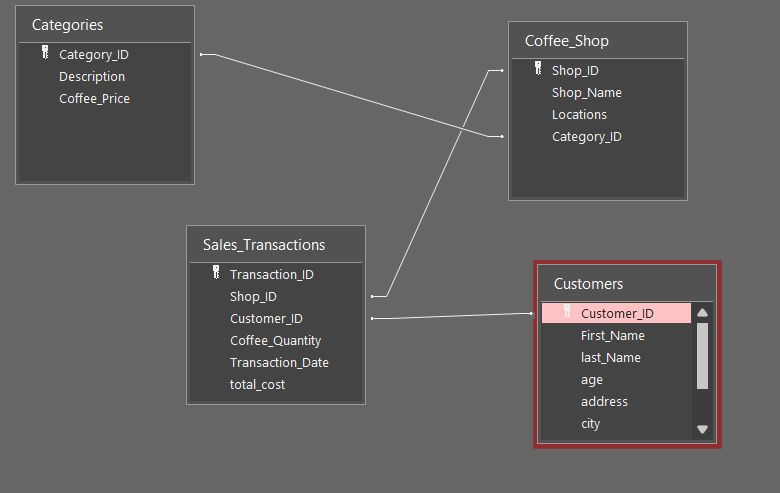 Categories
Category_ID
Description
Coffee_Price
Coffee_Shop
Shop_ID
Shop_Name
Locations
Category_ID
Sales_Transactions
Transaction_ID
Shop_ID
Customer_ID
Coffee_Quantity
Transaction_Date
total_cost
Customers
Customer_ID
First_Name
last_Name
age
address
city